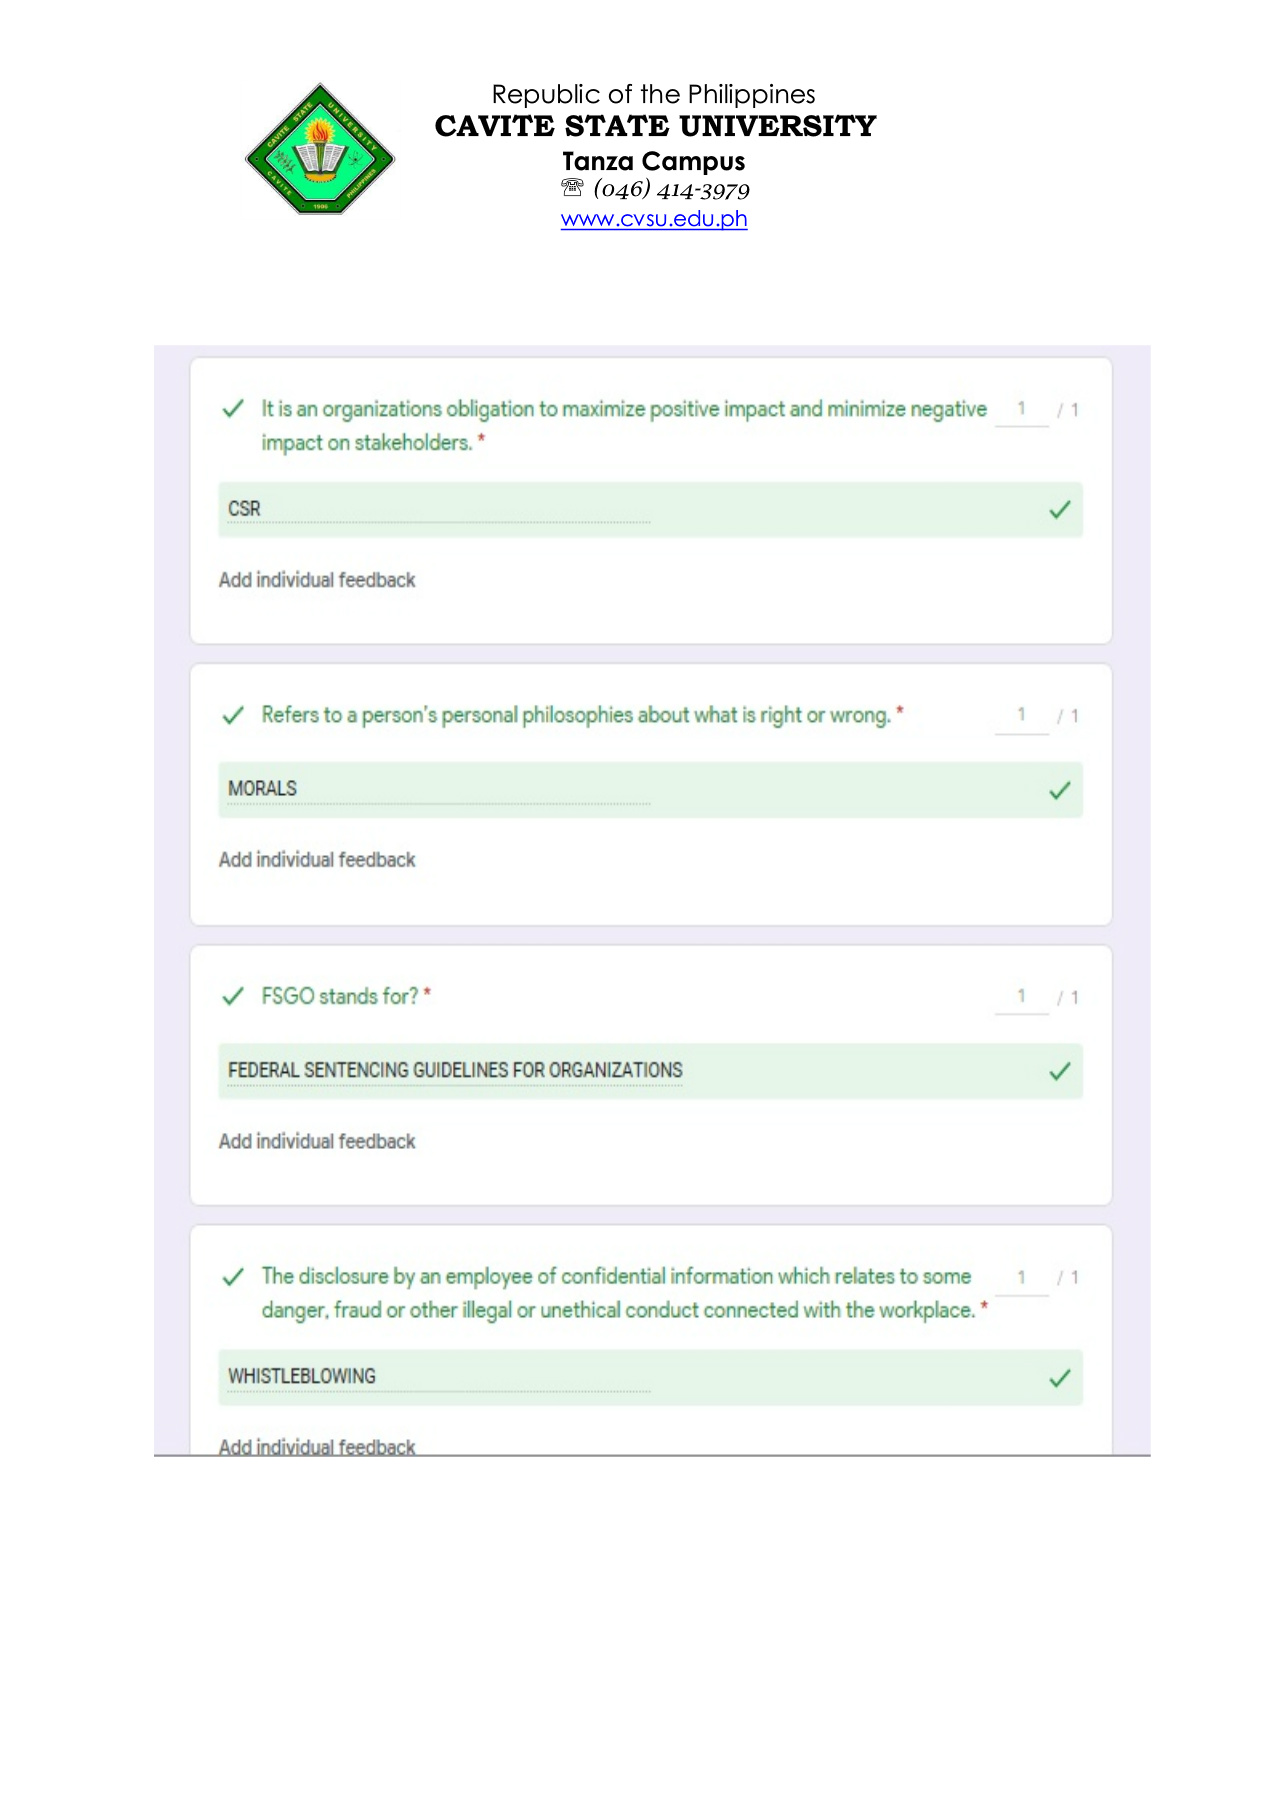 CAVITE STATE UNIVERSITY
CAVITE PHILIPPINES
1906
Republic of the Philippines
CAVITE STATE UNIVERSITY
Tanza Campus
☏ (046) 414-3979
www.cvsu.edu.ph
It is an organizations obligation to maximize positive impact and minimize negative 1 / 1
impact on stakeholders. *
CSR
Add individual feedback
Refers to a person's personal philosophies about what is right or wrong. * 1 / 1
MORALS
Add individual feedback
FSGO stands for? * 1 / 1
FEDERAL SENTENCING GUIDELINES FOR ORGANIZATIONS
Add individual feedback
The disclosure by an employee of confidential information which relates to some 1 / 1
danger, fraud or other illegal or unethical conduct connected with the workplace. *
WHISTLEBLOWING
Add individual feedback